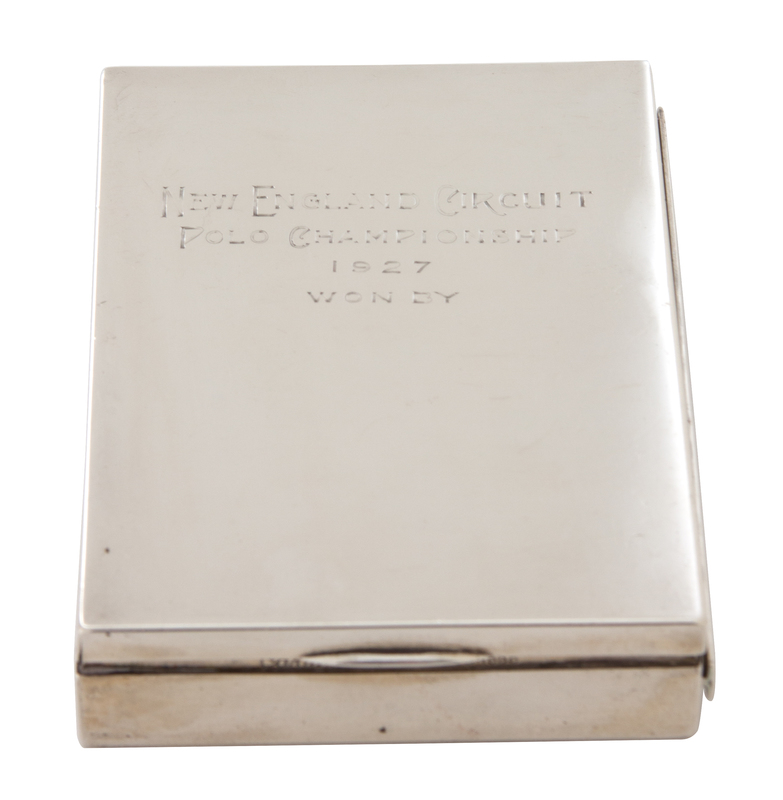 NEW ENGLAND CIRCUIT
POLO CHAMPIONSHIP
1927
WON BY